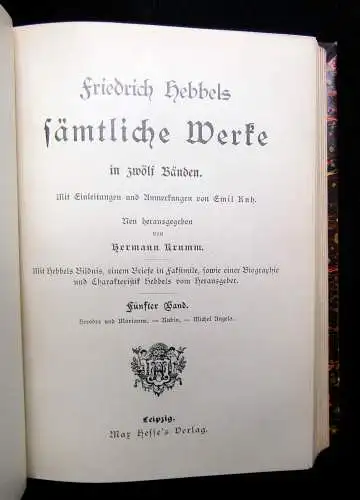 Friedrich Hebbels
sämtliche Werke
in zwölf Bänden.
Mit Einleitungen und Anmerkungen von Emil Kuh.
Neu herausgegeben
von
Hermann Krumm.
Mit Hebbels Bildnis, einem Briefe in Faksimile, sowie einer Biographie
und Charakteristik Hebbels vom Herausgeber.
Fünfter Band.
Herodes und Mariamne. — Rubin. — Michel Angelo.
Leipzig.
Max Hesse's Verlag.